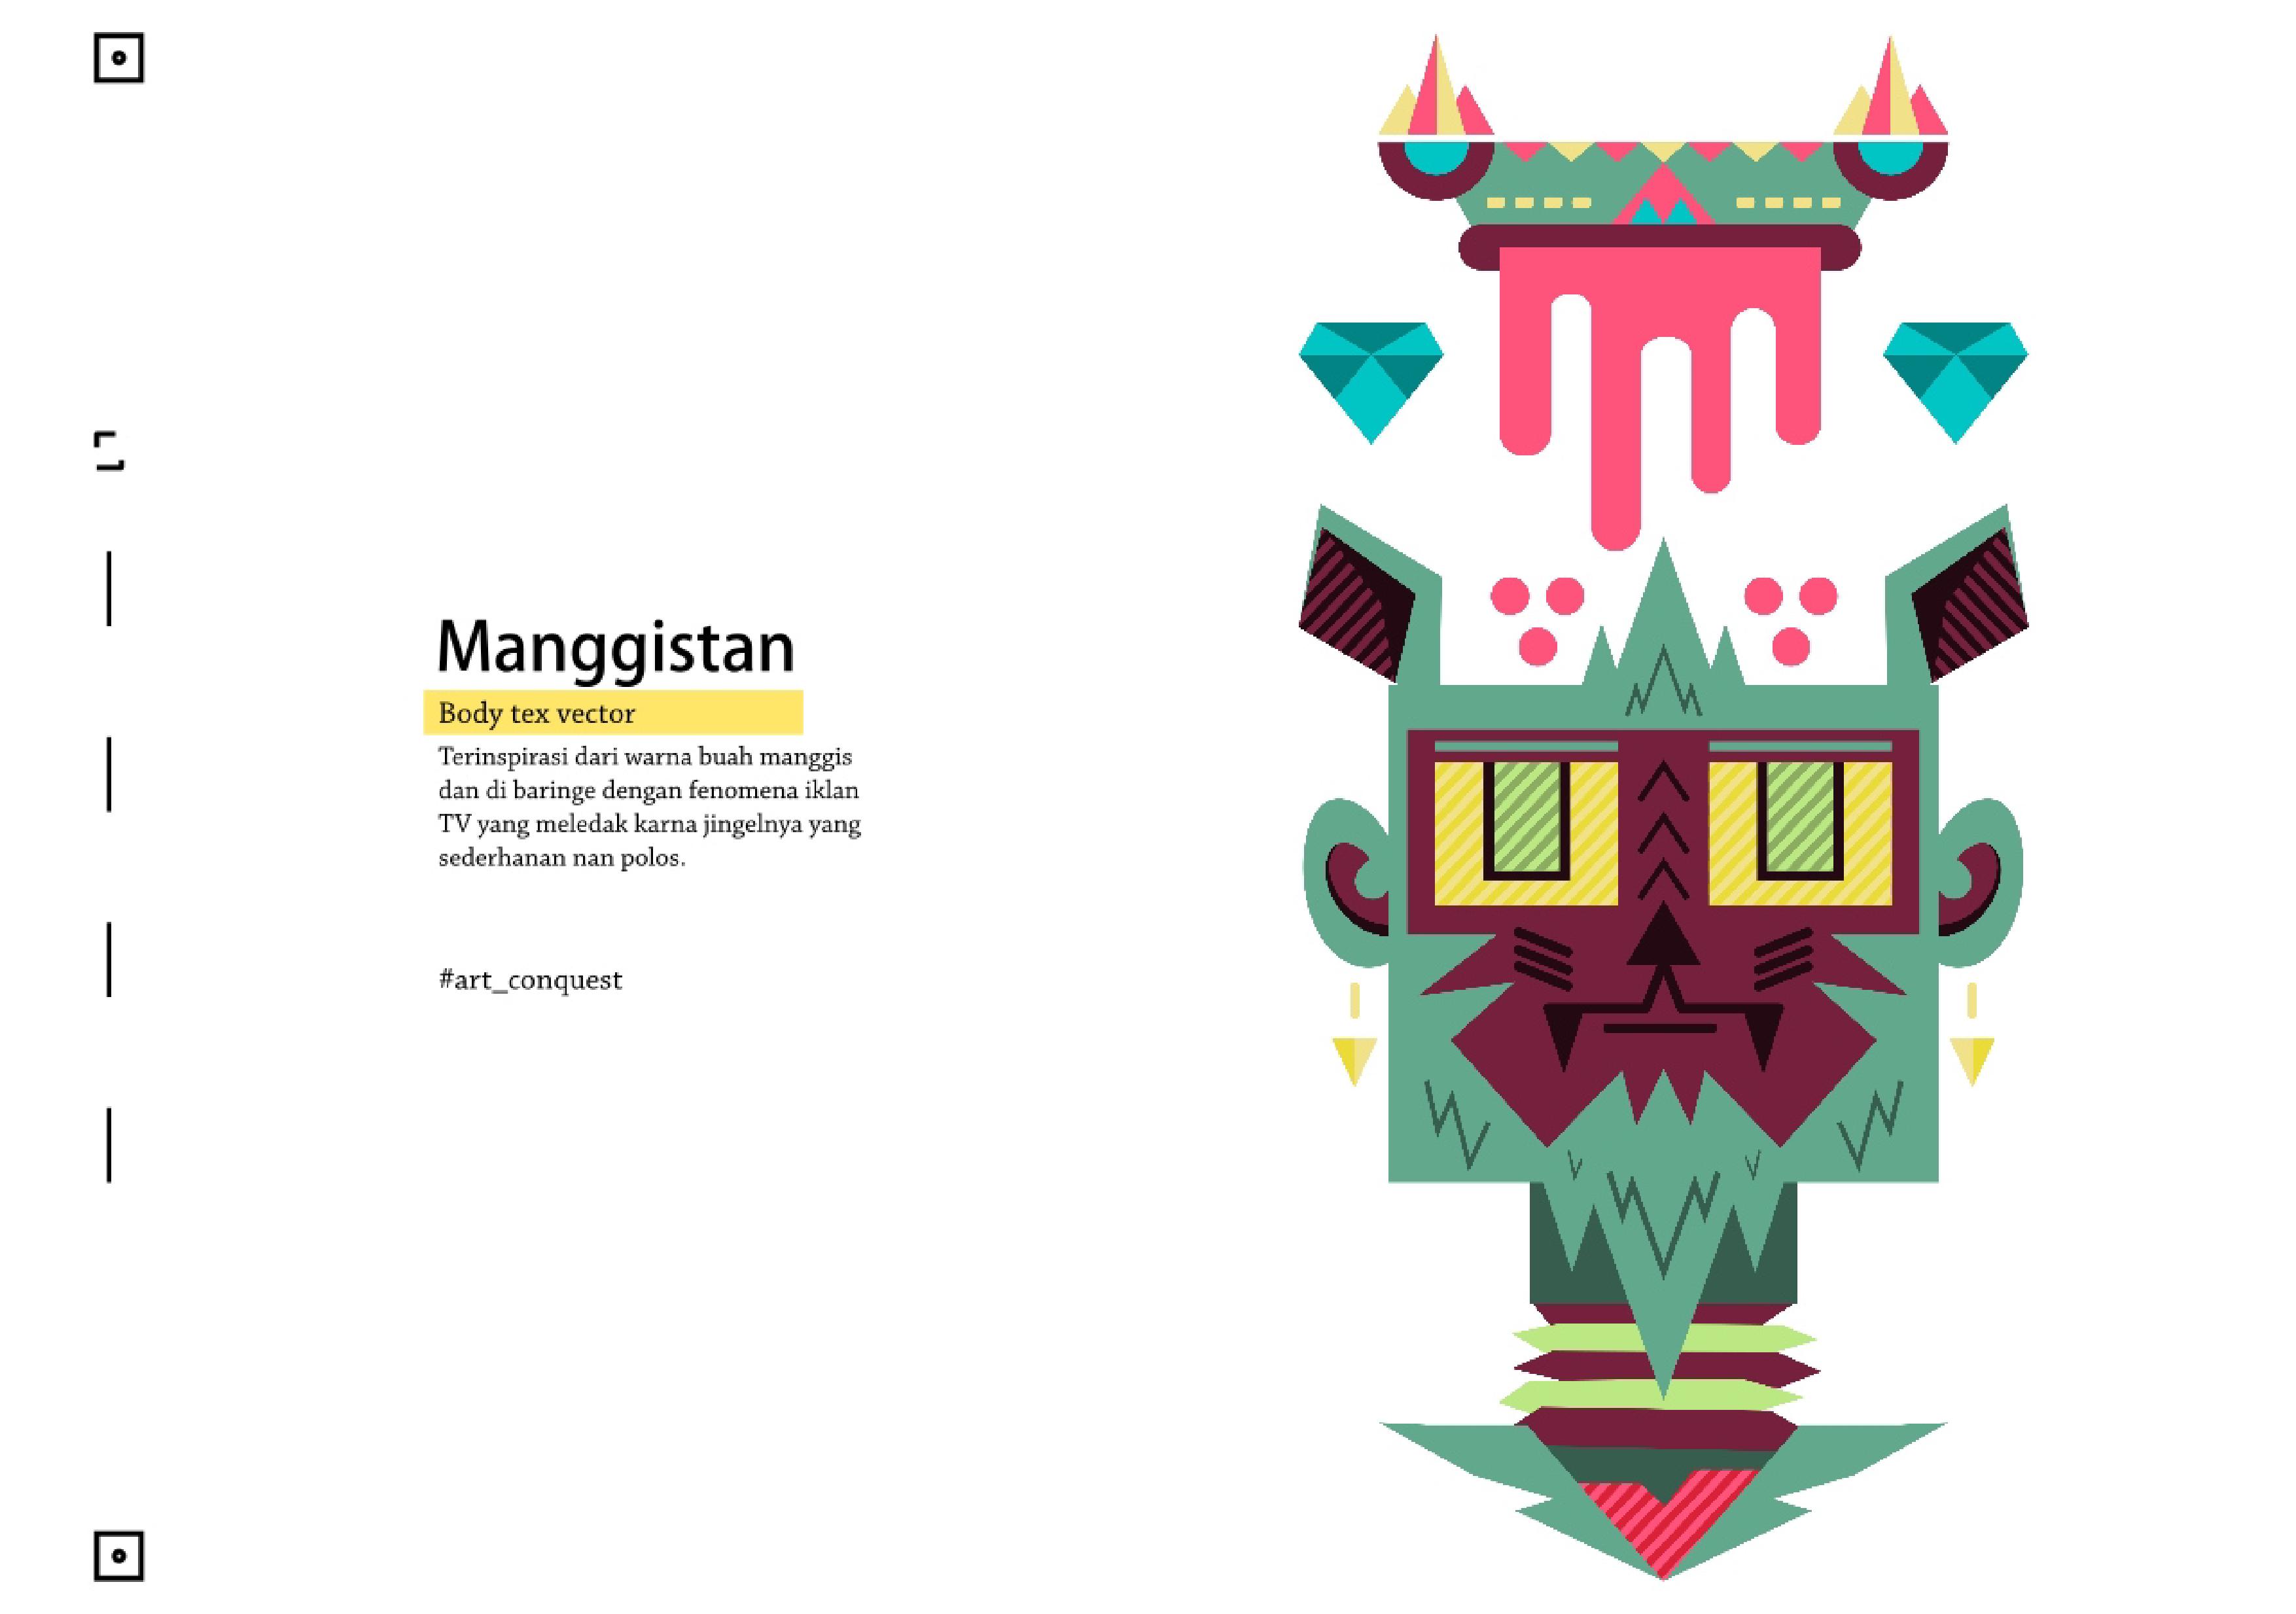 Manggistan
Body tex vector
Terinspirasi dari warna buah manggis
dan di baringe dengan fenomena iklan
TV yang meledak karna jingelnya yang
sederhanan nan polos.
#art_conquest